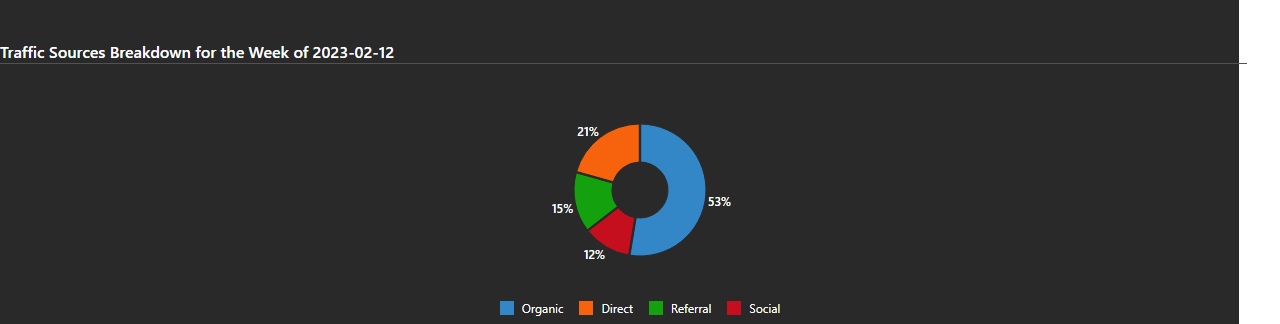 Traffic Sources Breakdown for the Week of 2023-02-12
21%
53%
15%
12%
Organic Direct Referral Social